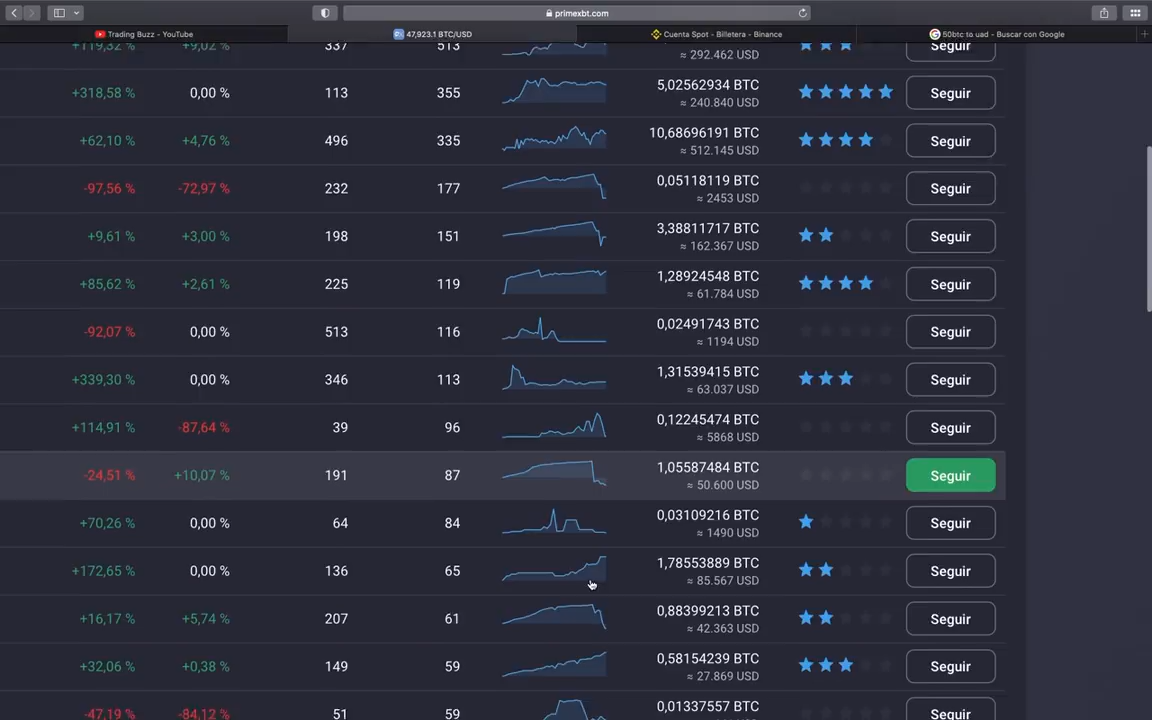 primexbt.com
Trading Buzz - YouTube
47,923.1 BTC/USD
Cuenta Spot - Billetera - Binance
50btc to uad - Buscar con Google
+119,32 % +9,02 % 337 513 ≈ 292.462 USD Seguir
+318,58 % 0,00 % 113 355 5,02562934 BTC Seguir
≈ 240.840 USD
+62,10 % +4,76 % 496 335 10,68696191 BTC Seguir
≈ 512.145 USD
-97,56 % -72,97 % 232 177 0,05118119 BTC Seguir
≈ 2453 USD
+9,61 % +3,00 % 198 151 3,38811717 BTC Seguir
≈ 162.367 USD
+85,62 % +2,61 % 225 119 1,28924548 BTC Seguir
≈ 61.784 USD
-92,07 % 0,00 % 513 116 0,02491743 BTC Seguir
≈ 1194 USD
+339,30 % 0,00 % 346 113 1,31539415 BTC Seguir
≈ 63.037 USD
+114,91 % -87,64 % 39 96 0,12245474 BTC Seguir
≈ 5868 USD
-24,51 % +10,07 % 191 87 1,05587484 BTC Seguir
≈ 50.600 USD
+70,26 % 0,00 % 64 84 0,03109216 BTC Seguir
≈ 1490 USD
+172,65 % 0,00 % 136 65 1,78553889 BTC Seguir
≈ 85.567 USD
+16,17 % +5,74 % 207 61 0,88399213 BTC Seguir
≈ 42.363 USD
+32,06 % +0,38 % 149 59 0,58154239 BTC Seguir
≈ 27.869 USD
-47,19 % -84,12 % 51 59 0,01337557 BTC Seguir